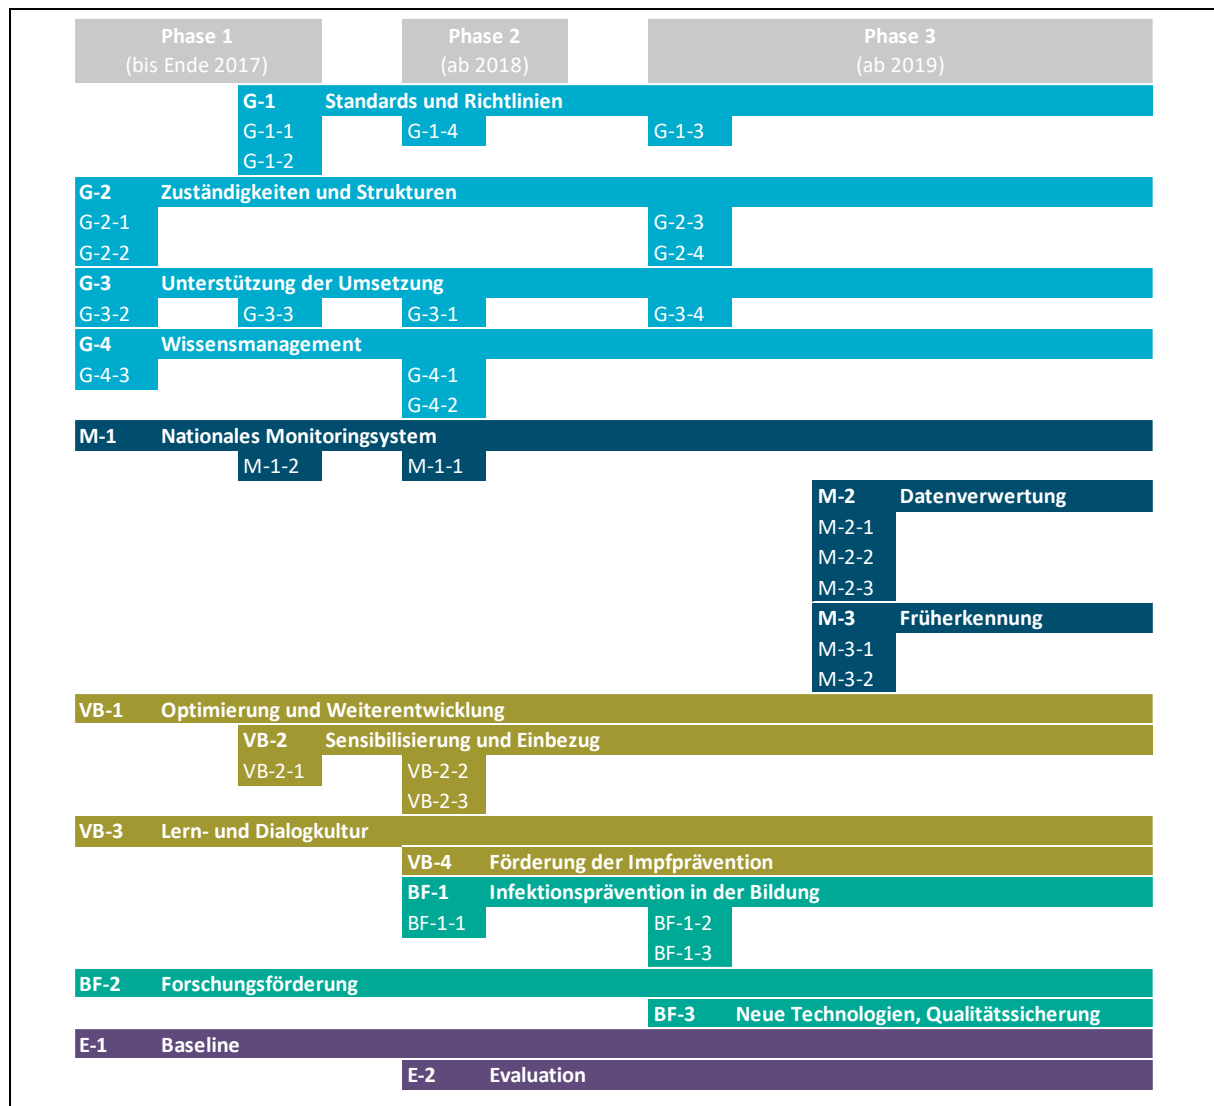 Phase 1 Phase 2 Phase 3
(bis Ende 2017) (ab 2018) (ab 2019)
G-1 Standards und Richtlinien
G-1-1 G-1-4 G-1-3
G-1-2
G-2 Zuständigkeiten und Strukturen
G-2-1 G-2-3
G-2-2 G-2-4
G-3 Unterstützung der Umsetzung
G-3-2 G-3-3 G-3-1 G-3-4
G-4 Wissensmanagement
G-4-3 G-4-1
G-4-2
M-1 Nationales Monitoringsystem
M-1-2 M-1-1
M-2 Datenverwertung
M-2-1
M-2-2
M-2-3
M-3 Früherkennung
M-3-1
M-3-2
VB-1 Optimierung und Weiterentwicklung
VB-2 Sensibilisierung und Einbezug
VB-2-1 VB-2-2
VB-2-3
VB-3 Lern- und Dialogkultur
VB-4 Förderung der Impfprävention
BF-1 Infektionsprävention in der Bildung
BF-1-1 BF-1-2
BF-1-3
BF-2 Forschungsförderung
BF-3 Neue Technologien, Qualitätssicherung
E-1 Baseline
E-2 Evaluation